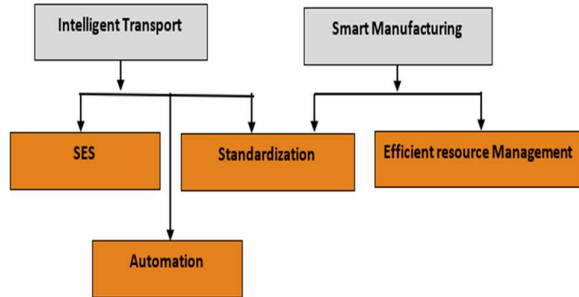 Intelligent Transport
Smart Manufacturing
SES
Standardization
Efficient resource Management
Automation